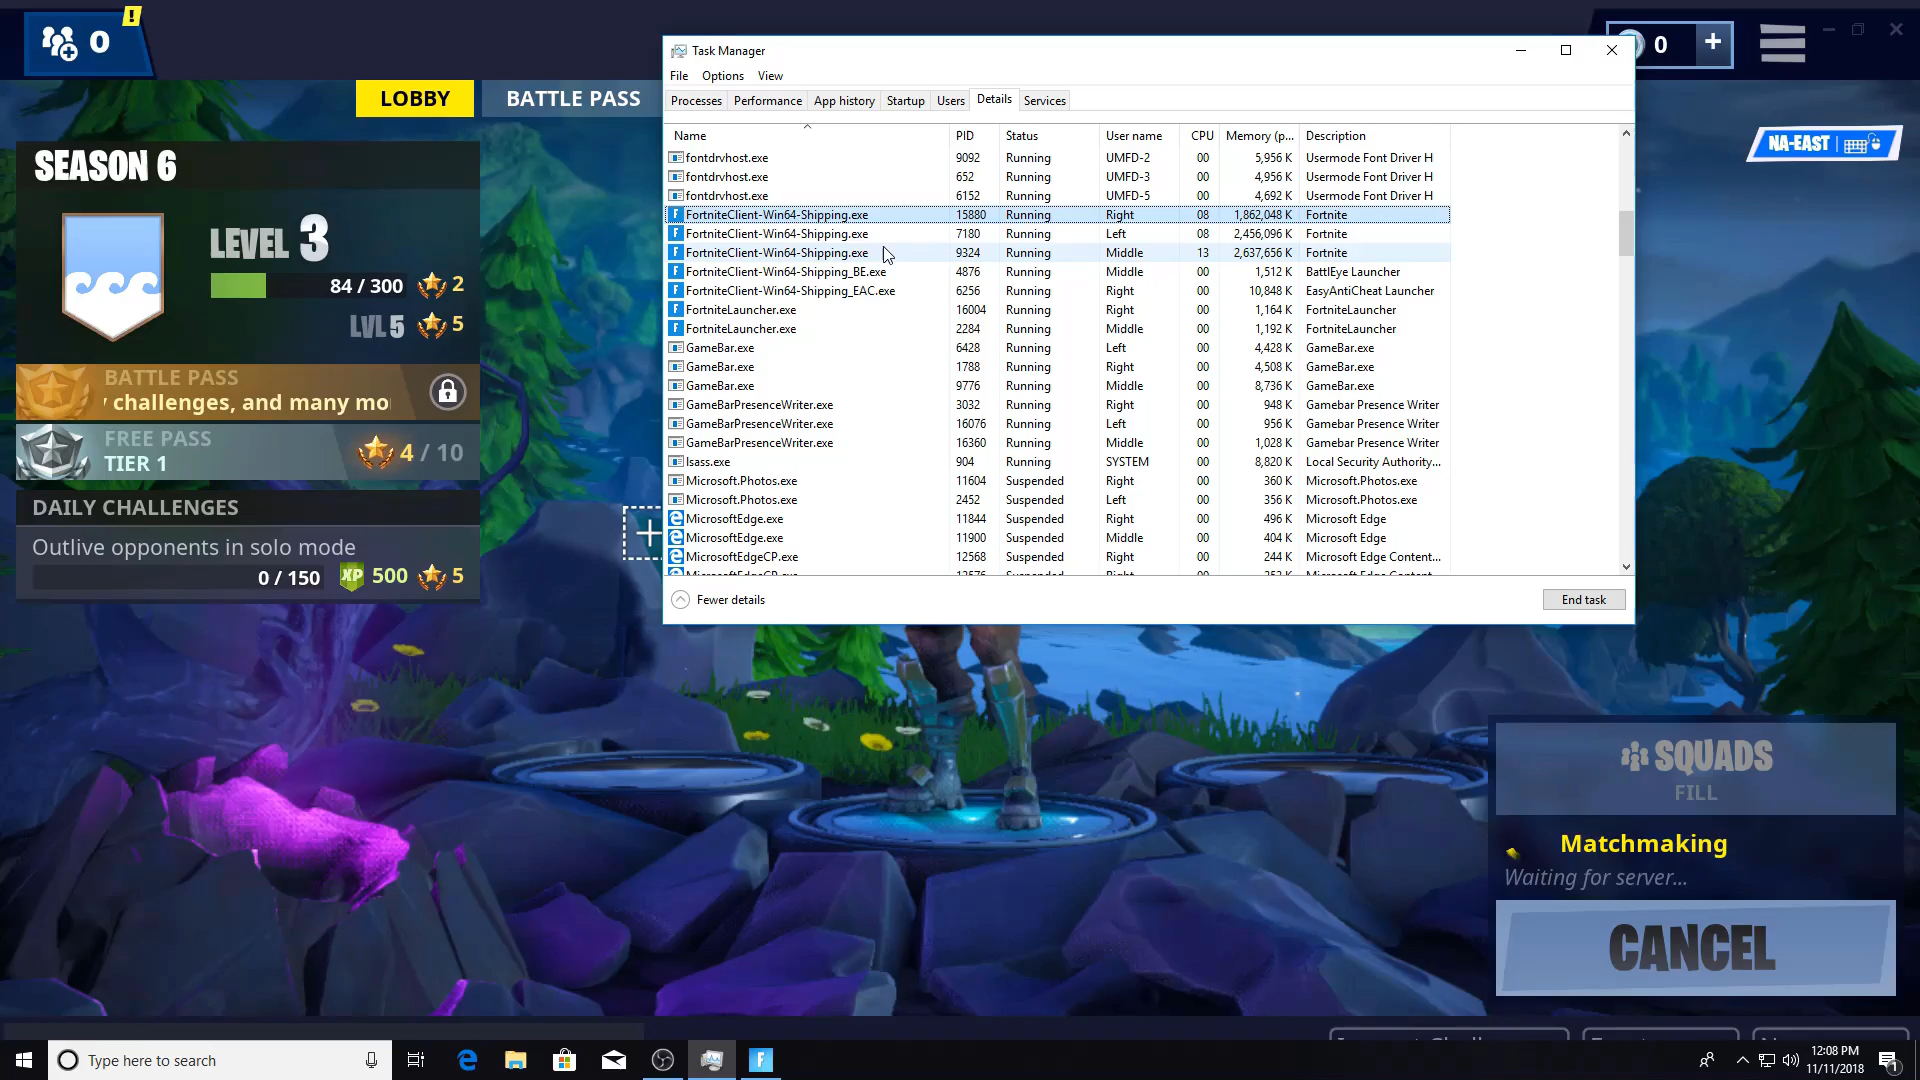 0
!
LOBBY
BATTLE PASS
0
+
NA-EAST
SEASON 6
LEVEL 3
84 / 300
2
LVL 5
5
BATTLE PASS
challenges, and many mo
FREE PASS
TIER 1
4 / 10
DAILY CHALLENGES
Outlive opponents in solo mode
0 / 150
XP 500
5
Task Manager
File Options View
Processes Performance App history Startup Users Details Services
Name PID Status User name CPU Memory (p... Description
fontdrvhost.exe 9092 Running UMFD-2 00 5,956 K Usermode Font Driver H
fontdrvhost.exe 652 Running UMFD-3 00 4,956 K Usermode Font Driver H
fontdrvhost.exe 6152 Running UMFD-5 00 4,692 K Usermode Font Driver H
FortniteClient-Win64-Shipping.exe 15880 Running Right 08 1,862,048 K Fortnite
FortniteClient-Win64-Shipping.exe 7180 Running Left 08 2,456,096 K Fortnite
FortniteClient-Win64-Shipping.exe 9324 Running Middle 13 2,637,656 K Fortnite
FortniteClient-Win64-Shipping_BE.exe 4876 Running Middle 00 1,512 K BattlEye Launcher
FortniteClient-Win64-Shipping_EAC.exe 6256 Running Right 00 10,848 K EasyAntiCheat Launcher
FortniteLauncher.exe 16004 Running Right 00 1,164 K FortniteLauncher
FortniteLauncher.exe 2284 Running Middle 00 1,192 K FortniteLauncher
GameBar.exe 6428 Running Left 00 4,428 K GameBar.exe
GameBar.exe 1788 Running Right 00 4,508 K GameBar.exe
GameBar.exe 9776 Running Middle 00 8,736 K GameBar.exe
GameBarPresenceWriter.exe 3032 Running Right 00 948 K Gamebar Presence Writer
GameBarPresenceWriter.exe 16076 Running Left 00 956 K Gamebar Presence Writer
GameBarPresenceWriter.exe 16360 Running Middle 00 1,028 K Gamebar Presence Writer
lsass.exe 904 Running SYSTEM 00 8,820 K Local Security Authority...
Microsoft.Photos.exe 11604 Suspended Right 00 360 K Microsoft.Photos.exe
Microsoft.Photos.exe 2452 Suspended Left 00 356 K Microsoft.Photos.exe
MicrosoftEdge.exe 11844 Suspended Right 00 496 K Microsoft Edge
MicrosoftEdge.exe 11900 Suspended Middle 00 404 K Microsoft Edge
MicrosoftEdgeCP.exe 12568 Suspended Right 00 244 K Microsoft Edge Content...
Fewer details
End task
SQUADS
FILL
Matchmaking
Waiting for server...
CANCEL
Type here to search
12:08 PM
11/11/2018
1